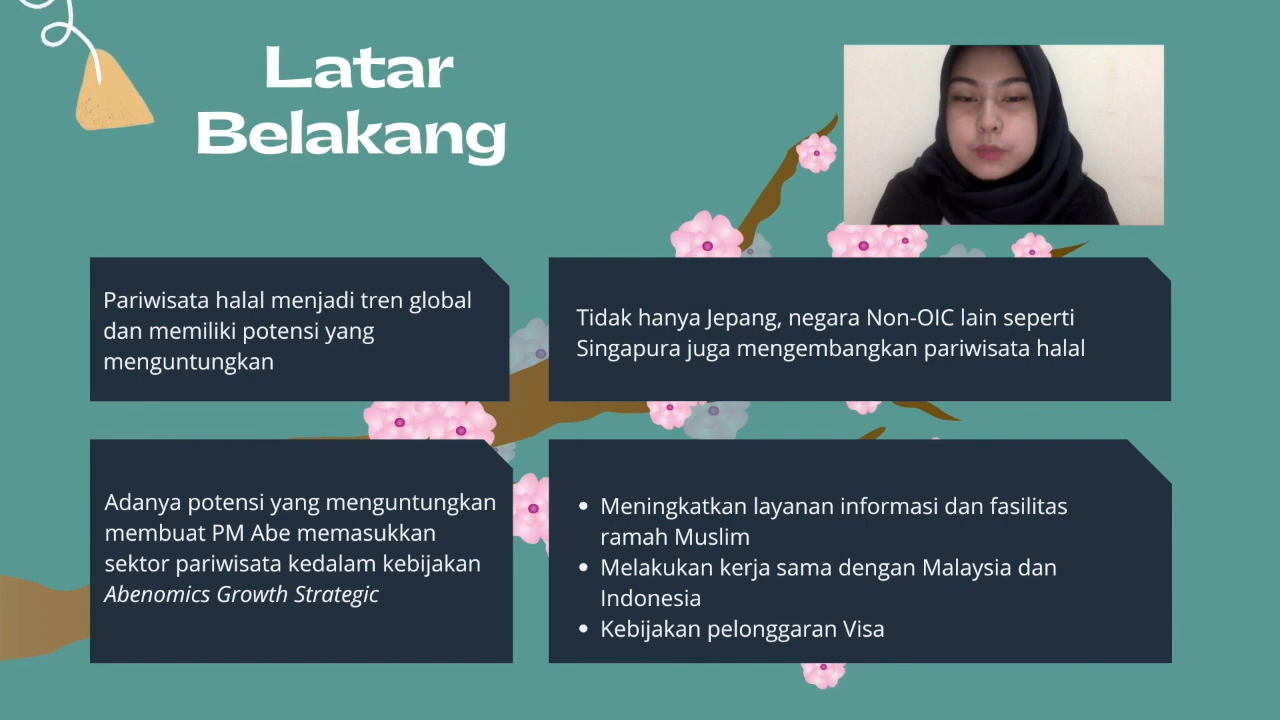 Latar
Belakang
Pariwisata halal menjadi tren global
dan memiliki potensi yang
menguntungkan
Tidak hanya Jepang, negara Non-OIC lain seperti
Singapura juga mengembangkan pariwisata halal
Adanya potensi yang menguntungkan
membuat PM Abe memasukkan
sektor pariwisata kedalam kebijakan
Abenomics Growth Strategic
• Meningkatkan layanan informasi dan fasilitas
ramah Muslim
• Melakukan kerja sama dengan Malaysia dan
Indonesia
• Kebijakan pelonggaran Visa